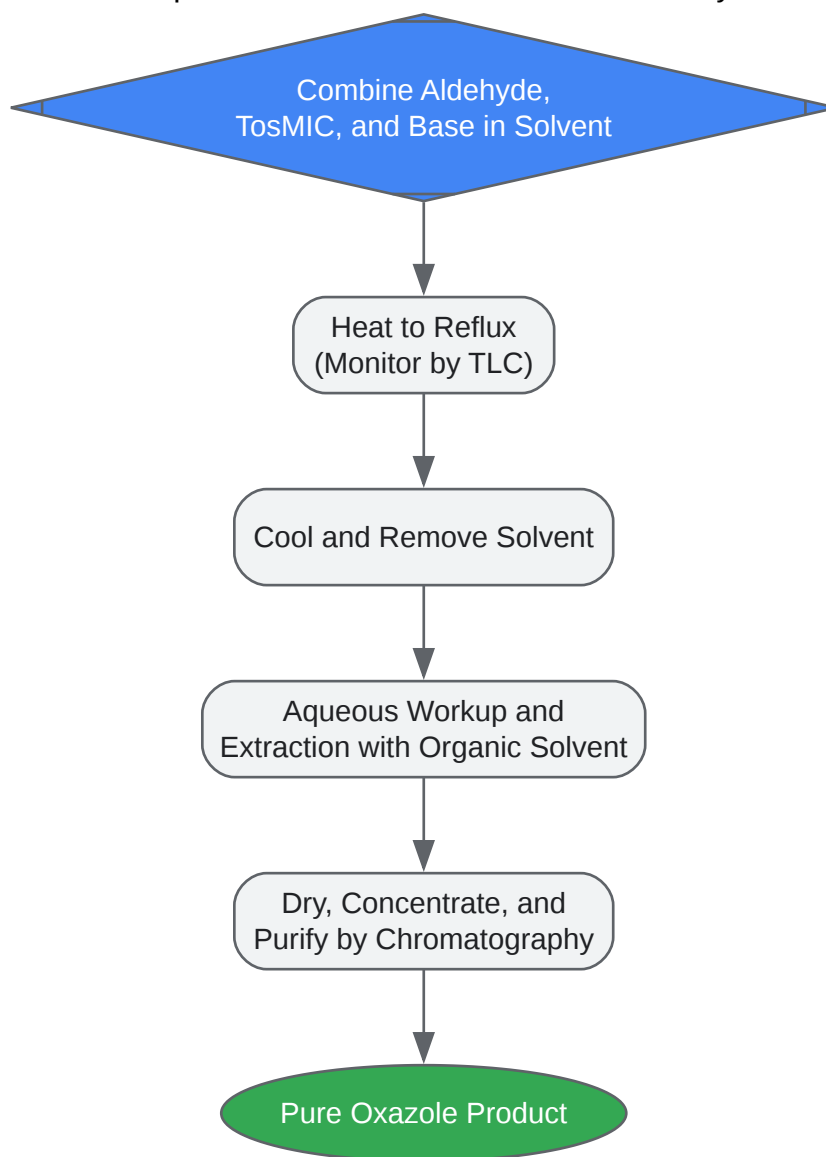 Combine Aldehyde,
TosMIC, and Base in Solvent
Heat to Reflux
(Monitor by TLC)
Cool and Remove Solvent
Aqueous Workup and
Extraction with Organic Solvent
Dry, Concentrate, and
Purify by Chromatography
Pure Oxazole Product